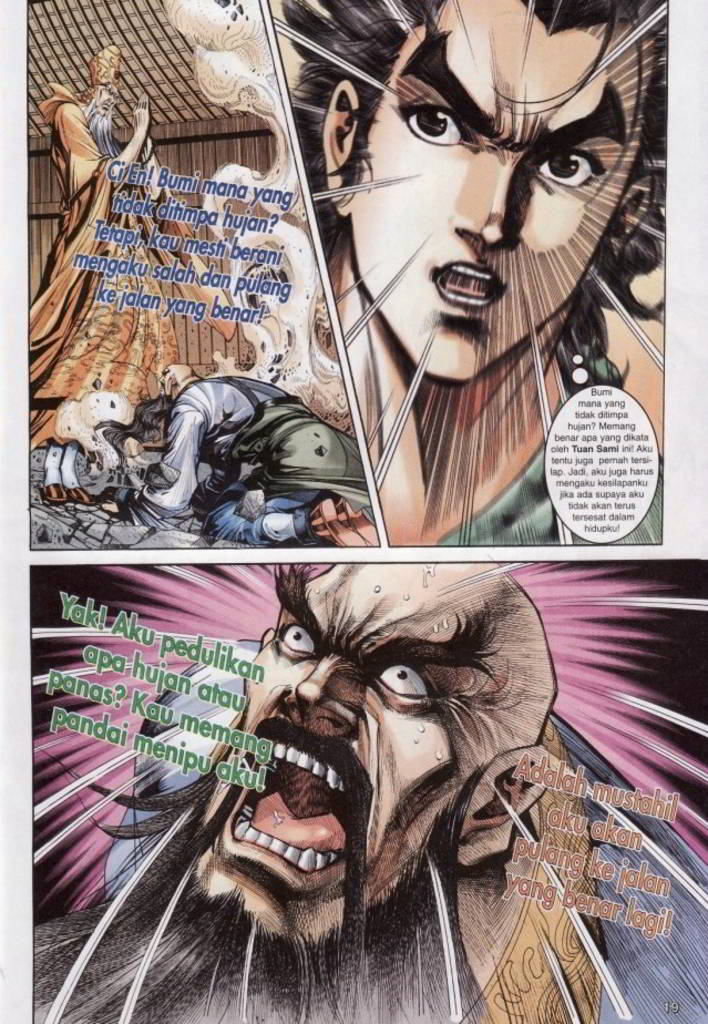 Ci En! Bumi mana yang
tidak ditimpa hujan?
Tetapi, kau mesti berani
mengaku salah dan pulang
ke jalan yang benar!
Bumi
mana yang
tidak ditimpa
hujan? Memang
benar apa yang dikata
oleh Tuan Sami ini! Aku
tentu juga pernah tersi-
lap. Jadi, aku juga harus
mengaku kesilapanku
jika ada supaya aku
tidak akan terus
tersesat dalam
hidupku!
Yak! Aku pedulikan
apa hujan atau
panas? Kau memang
pandai menipu aku!
Adalah mustahil
aku akan
pulang ke jalan
yang benar lagi!
19